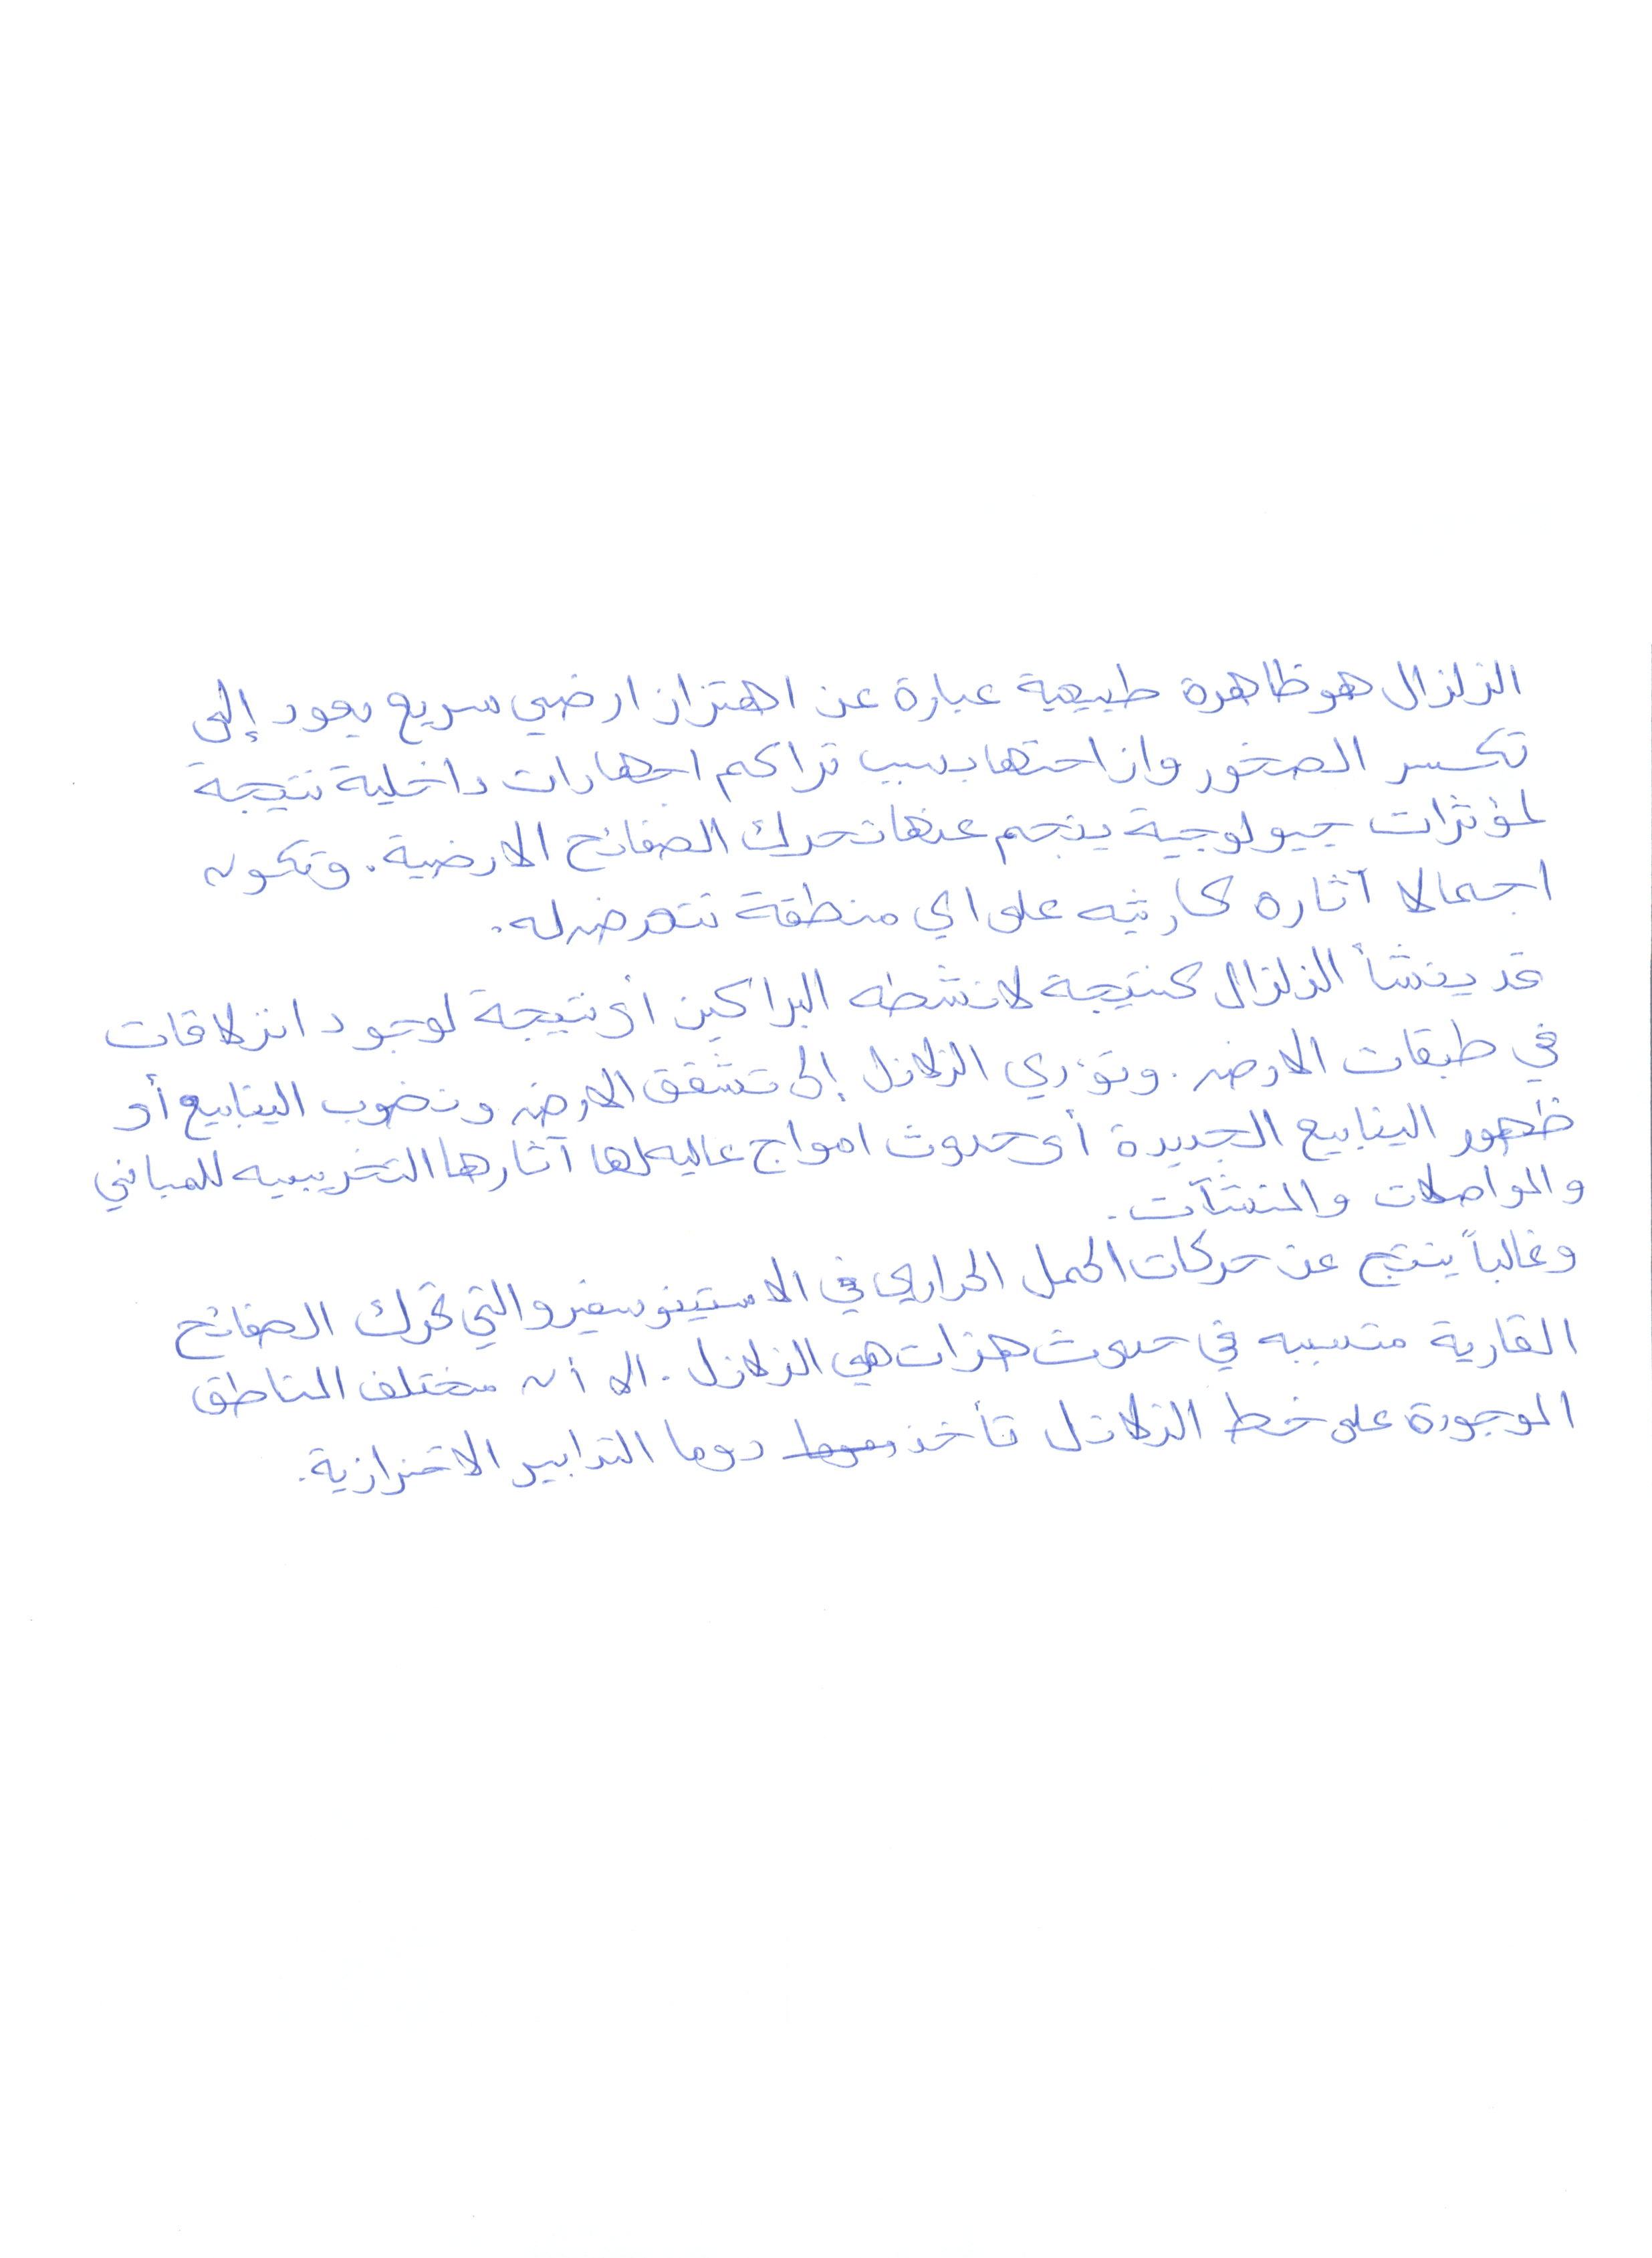 الزلزال هو ظاهرة طبيعية عبارة عن اهتزاز ارضي سريع يعود إلى
تكسر الصخور وازاحتها بسبب تراكم اجهادات داخلية نتيجة
لمؤثرات جيولوجية ينجم عنها تحريك الصفائح الارضية. وتكون
اجمالا آثاره كارثيه على اي منطقة تتعرض له.
قد ينشأ الزلزال كنتيجة لانشطه البراكين أو نتيجة لوجود انزلاقات
في طبقات الارض. وتؤدي الزلازل إلى تشقق الارض ونضوب الينابيع أو
ظهور الينابيع الجديدة أو حدوث امواج عاليه لها آثارها التخريبيه للمباني
والمواصلات والمنشآت.
وغالباً ينتج عن حركات الحمل الحراري في الاستينوسفير والتي تحرك الصفائح
القارية متسببه في حدوث هزات هي الزلازل. الا أن مختلف المناطق
الموجودة على خط الزلازل تأخذ دوما التدابير الاحترازية.